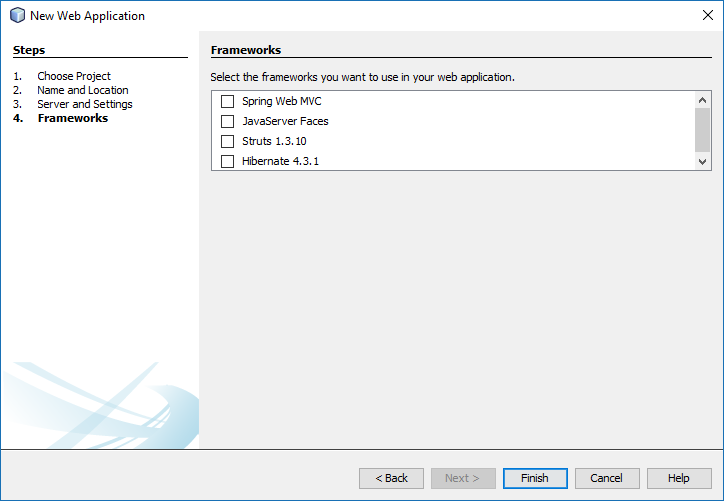 New Web Application
Steps
1. Choose Project
2. Name and Location
3. Server and Settings
4. Frameworks
Frameworks
Select the frameworks you want to use in your web application.
Spring Web MVC
JavaServer Faces
Struts 1.3.10
Hibernate 4.3.1
< Back Next > Finish Cancel Help